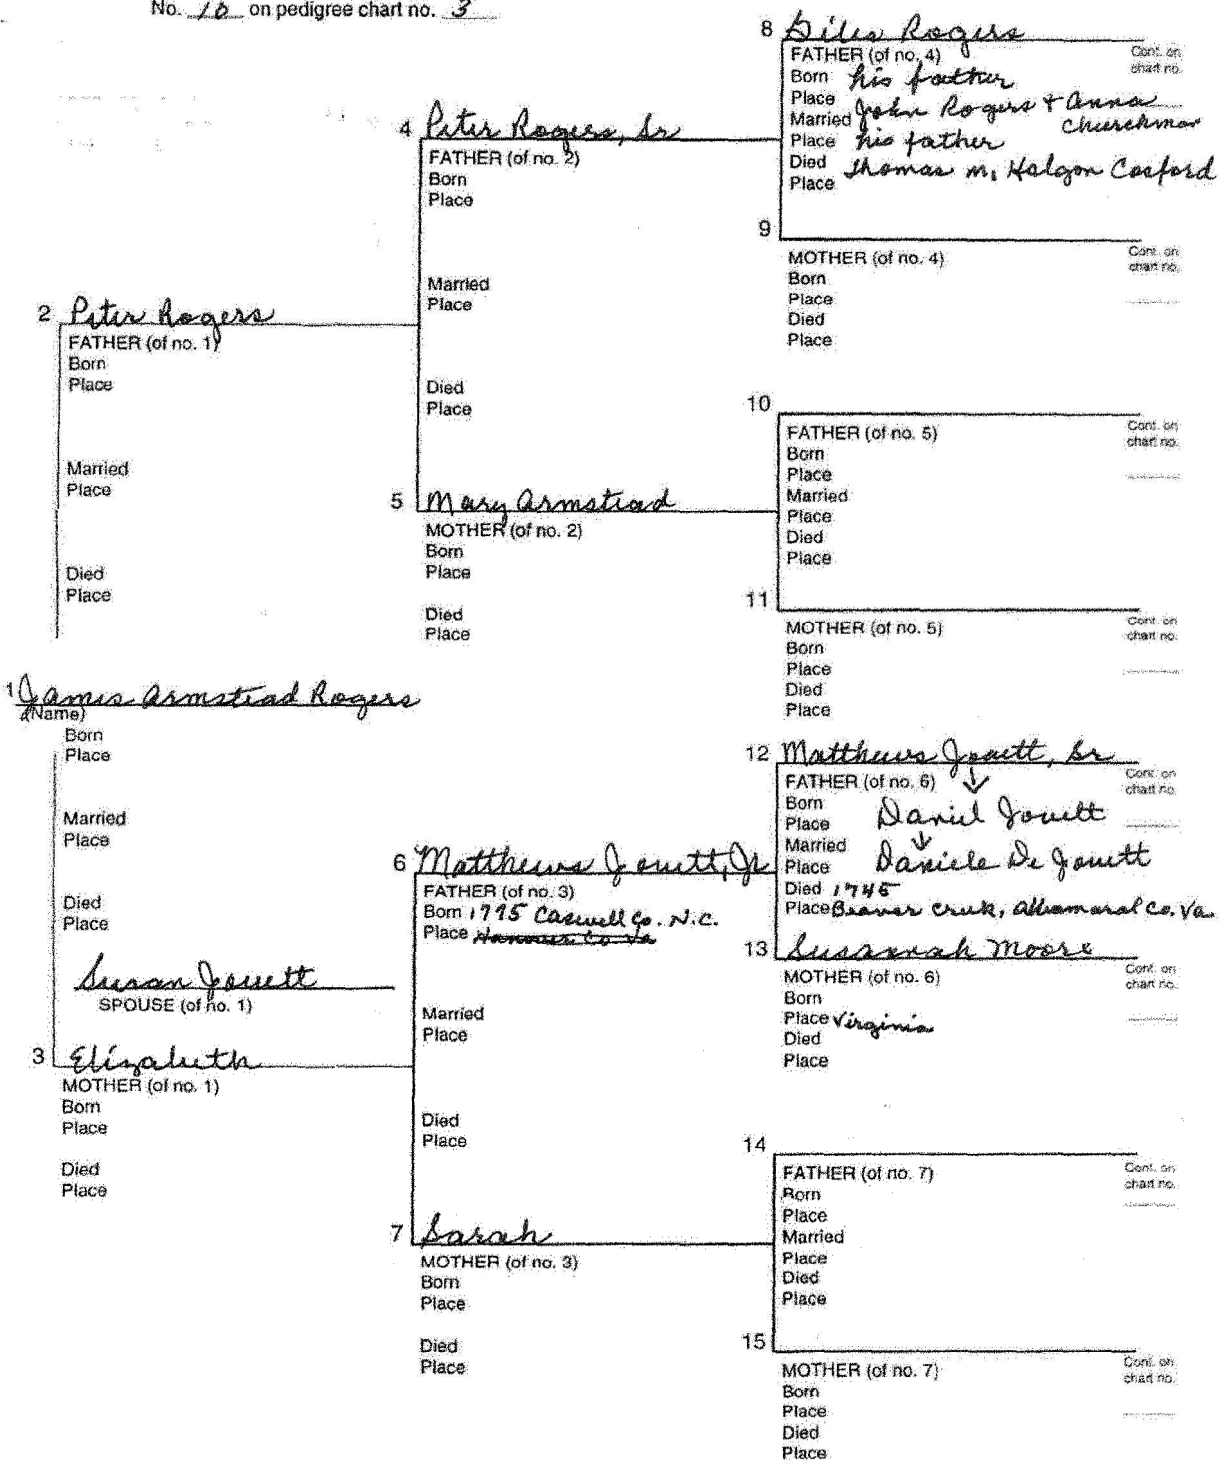 No. 16 on pedigree chart no. 3
8 Giles Rogers
FATHER (of no. 4)
Cont. on
chart no.
Born his father
Place
Married John Rogers + Anna Churchman
Place his father
Died
Place Thomas m. Halgon Cosford
4 Peter Rogers, Sr
FATHER (of no. 2)
Born
Place
Married
Place
Died
Place
9
MOTHER (of no. 4)
Cont. on
chart no.
Born
Place
Died
Place
2 Peter Rogers
FATHER (of no. 1)
Born
Place
Married
Place
Died
Place
10
FATHER (of no. 5)
Cont. on
chart no.
Born
Place
Married
Place
Died
Place
5 Mary Armstead
MOTHER (of no. 2)
Born
Place
Died
Place
11
MOTHER (of no. 5)
Cont. on
chart no.
Born
Place
Died
Place
1 James Armstead Rogers
(Name)
Born
Place
Married
Place
Died
Place
Susan Jouett
SPOUSE (of no. 1)
12 Matthews Jouett, Sr
FATHER (of no. 6)
Cont. on
chart no.
Born
Place Daniel Jouett
Married
Place Daniele De Jouett
Died 1745
Place Beaver Creek, Albamaral Co. Va.
6 Matthews Jouett, Jr
FATHER (of no. 3)
Born 1775 Caswell Co. N.C.
Place Hanover Co Va
Married
Place
Died
Place
13 Susannah Moore
MOTHER (of no. 6)
Cont. on
chart no.
Born
Place Virginia
Died
Place
3 Elizabeth
MOTHER (of no. 1)
Born
Place
Died
Place
14
FATHER (of no. 7)
Cont. on
chart no.
Born
Place
Married
Place
Died
Place
7 Sarah
MOTHER (of no. 3)
Born
Place
Died
Place
15
MOTHER (of no. 7)
Cont. on
chart no.
Born
Place
Died
Place